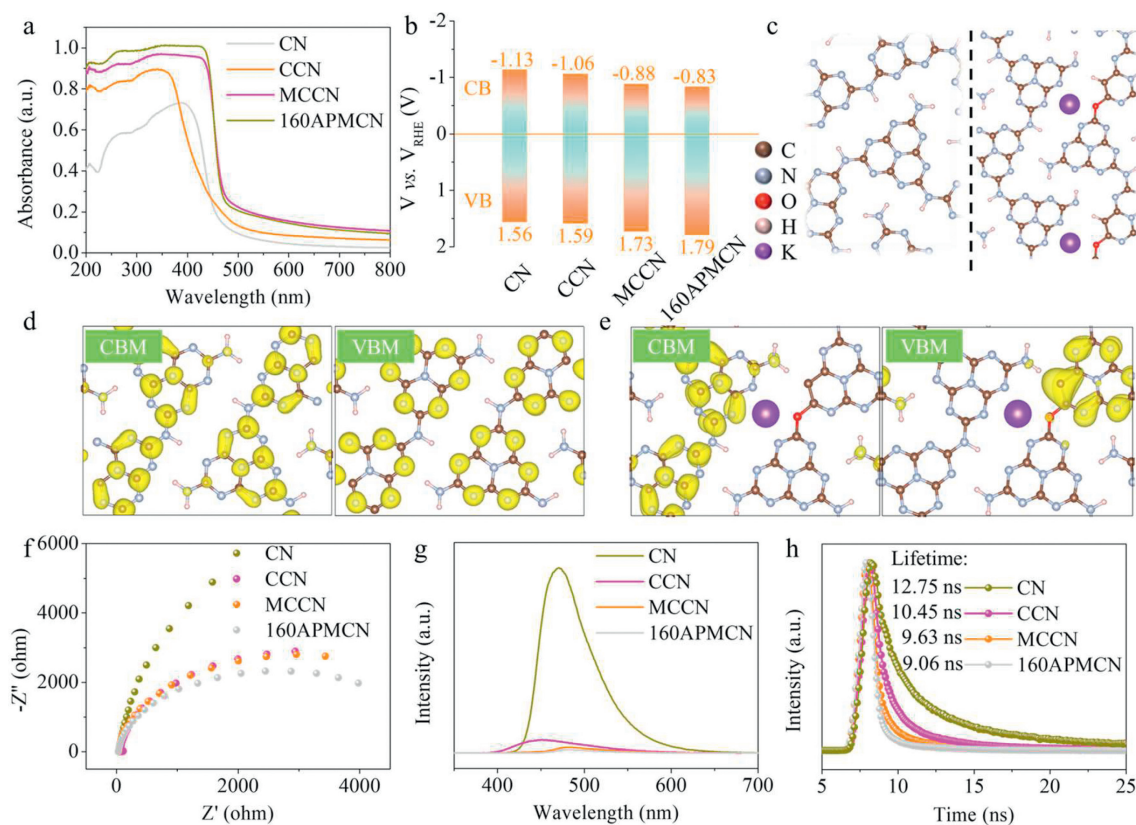 a
1.0
0.8
0.6
0.4
0.2
0.0
Absorbance (a.u.)
200 300 400 500 600 700 800
Wavelength (nm)
CN
CCN
MCCN
160APMCN
b
-2
-1
0
1
2
V vs. VRHE (V)
CB
VB
-1.13
-1.06
-0.88
-0.83
1.56
1.59
1.73
1.79
CN
CCN
MCCN
160APMCN
c
C
N
O
H
K
d
CBM
VBM
e
CBM
VBM
f
6000
4000
2000
0
-Z" (ohm)
0 2000 4000
Z' (ohm)
CN
CCN
MCCN
160APMCN
g
Intensity (a.u.)
400 500 600 700
Wavelength (nm)
CN
CCN
MCCN
160APMCN
h
Intensity (a.u.)
5 10 15 20 25
Time (ns)
Lifetime:
12.75 ns CN
10.45 ns CCN
9.63 ns MCCN
9.06 ns 160APMCN